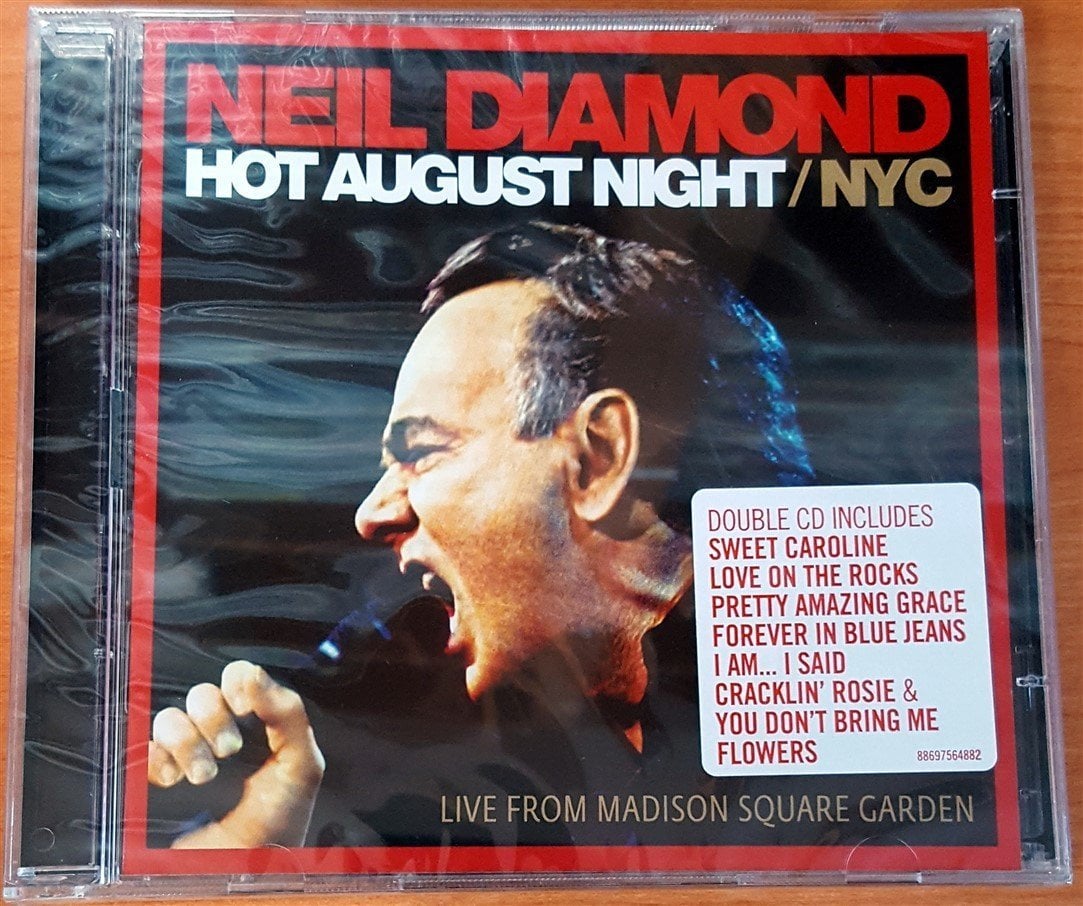 NEIL DIAMOND
HOT AUGUST NIGHT / NYC
DOUBLE CD INCLUDES
SWEET CAROLINE
LOVE ON THE ROCKS
PRETTY AMAZING GRACE
FOREVER IN BLUE JEANS
I AM... I SAID
CRACKLIN' ROSIE &
YOU DON'T BRING ME
FLOWERS
88697564882
LIVE FROM MADISON SQUARE GARDEN